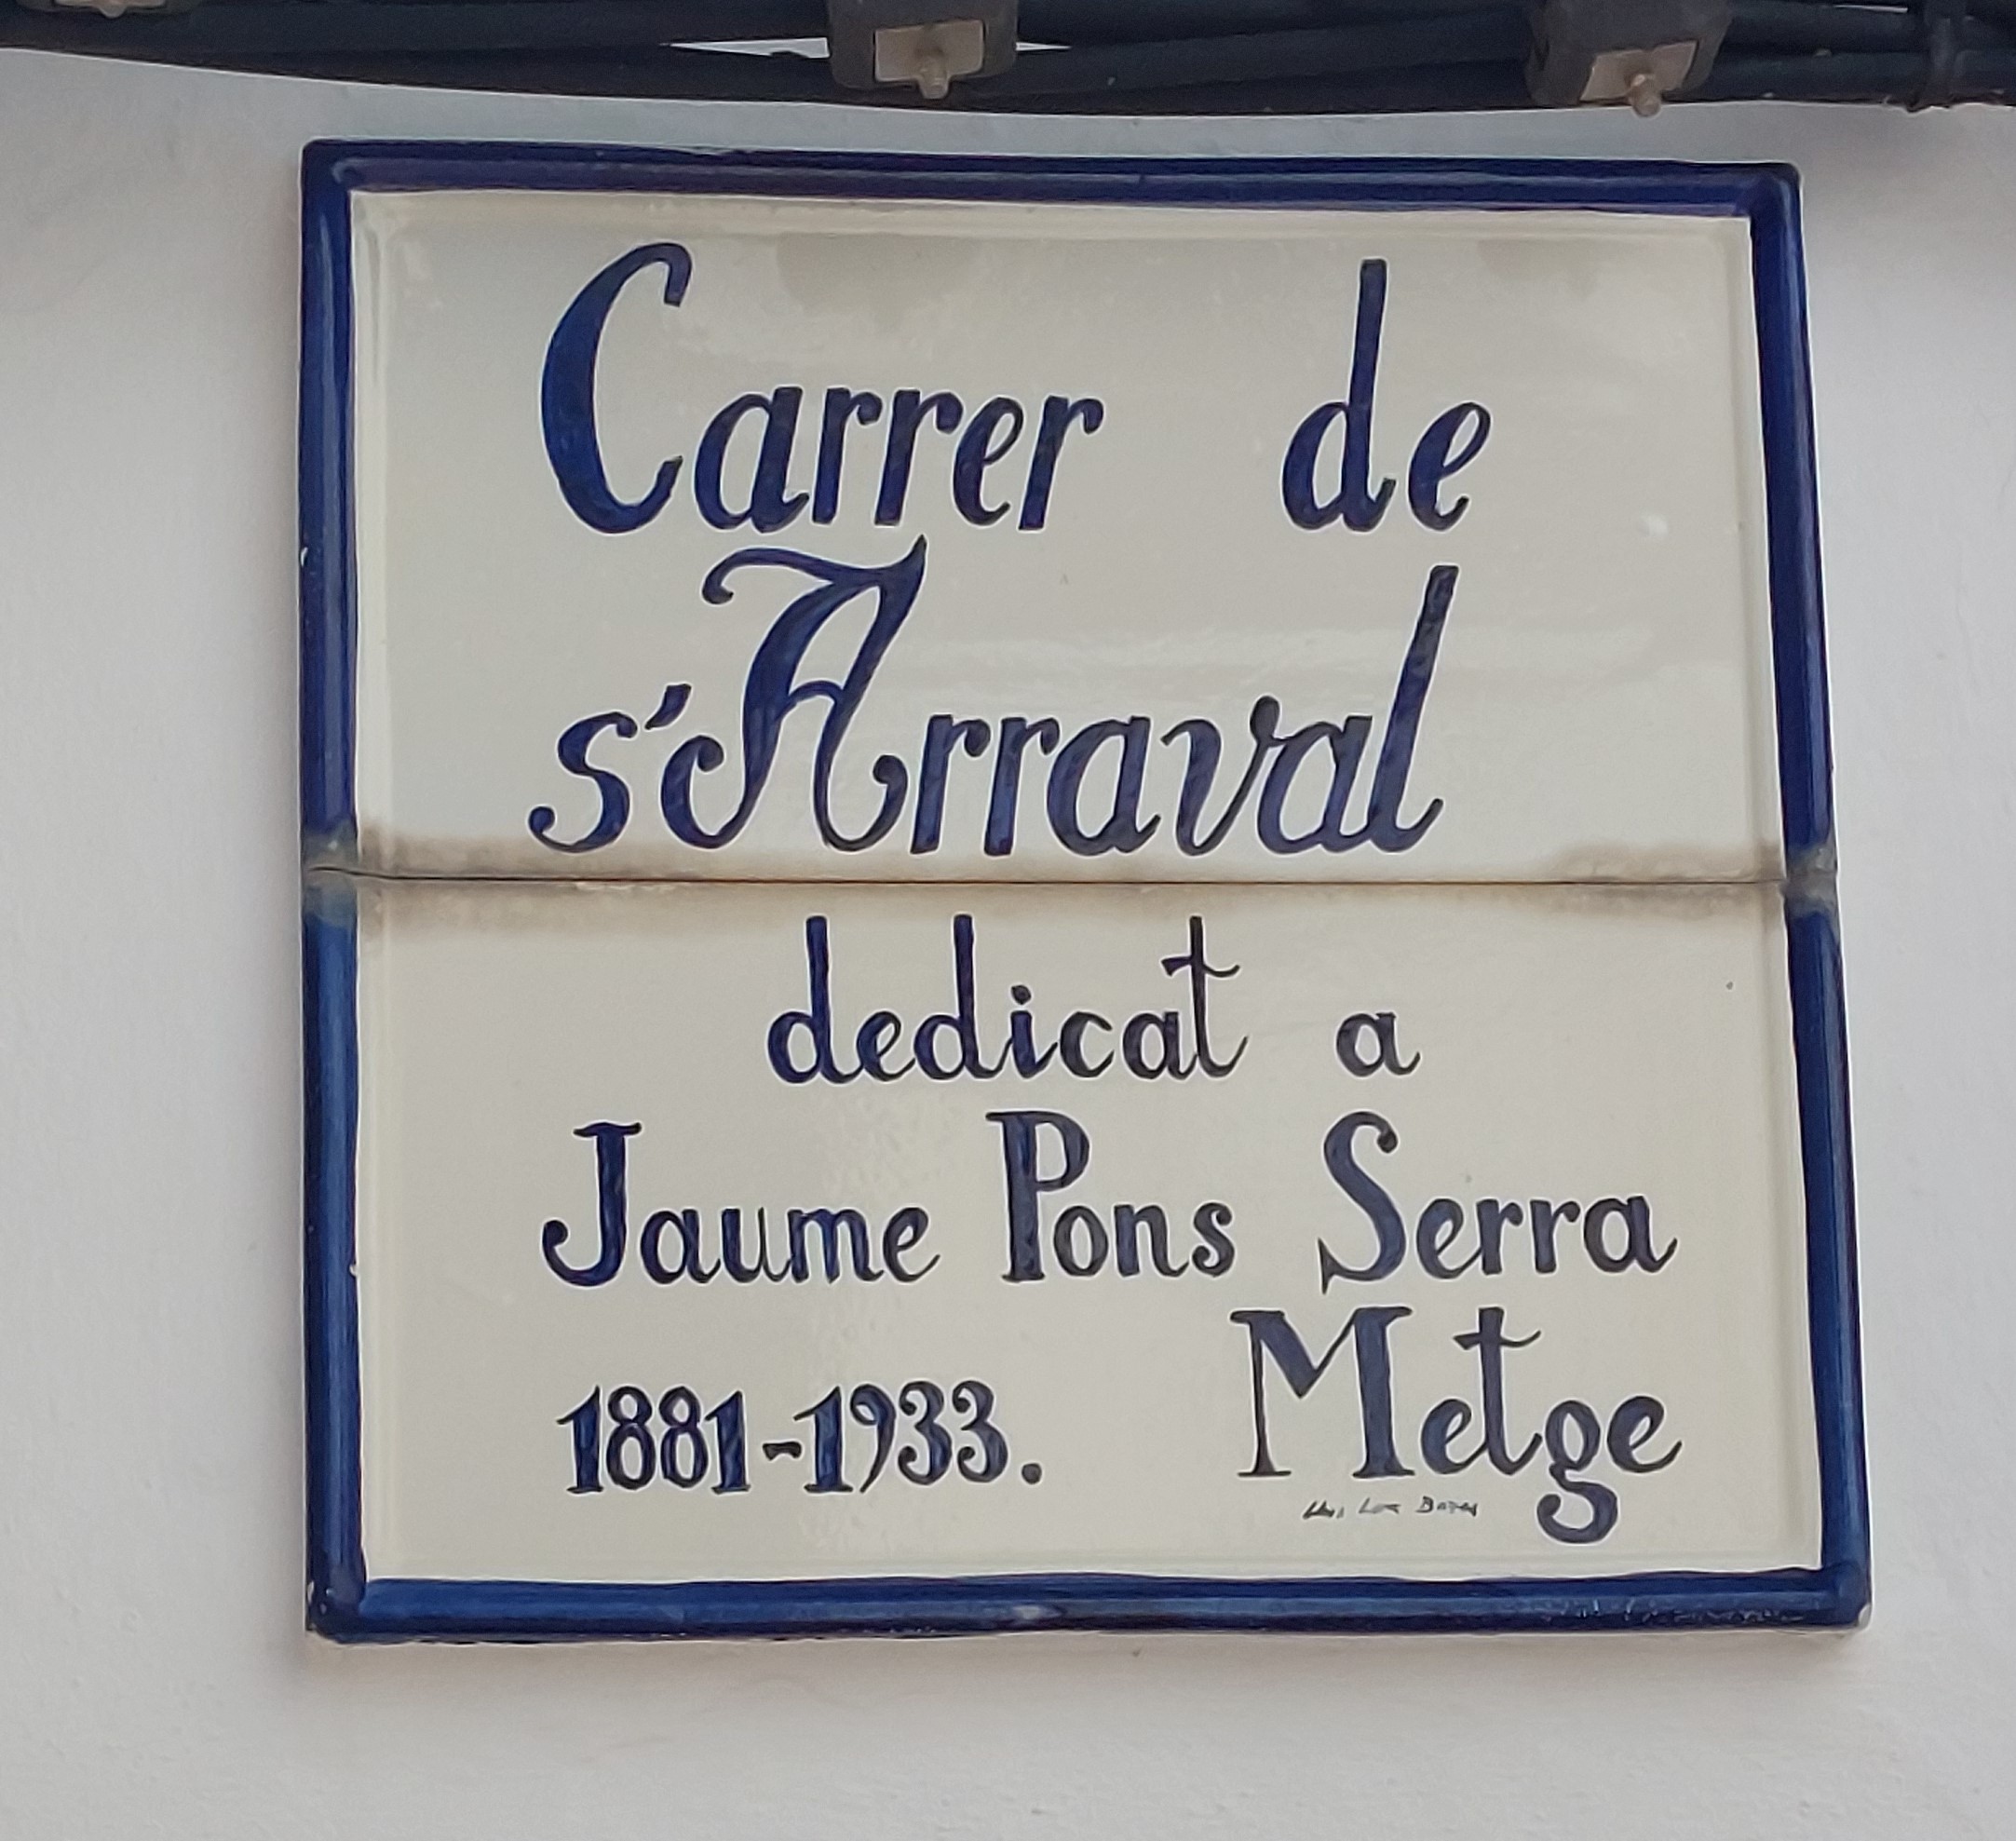 Carrer de
s'Arraval
dedicat a
Jaume Pons Serra
1881-1933. Metge